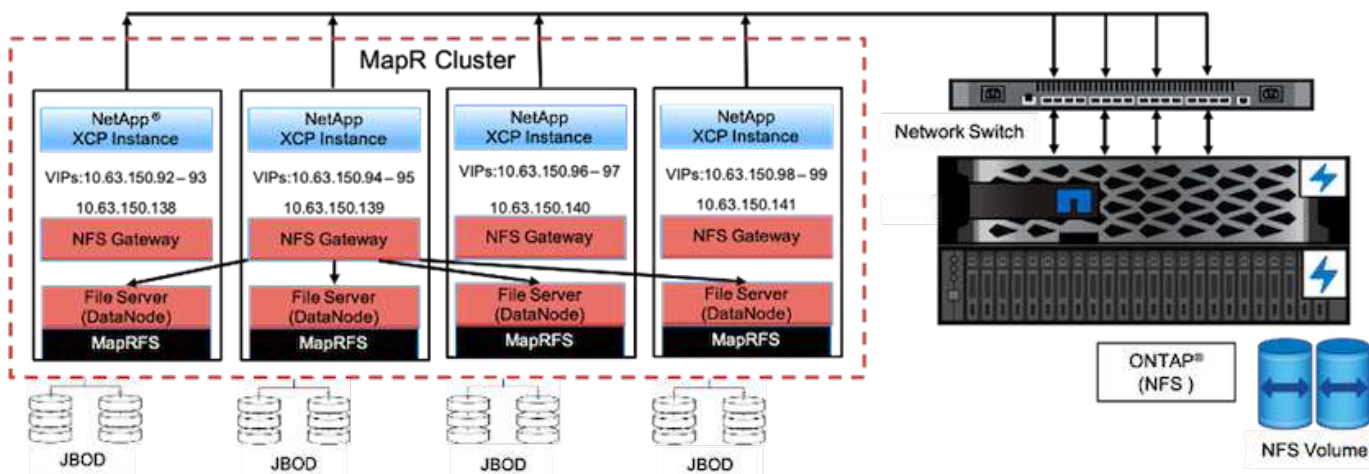 MapR Cluster
NetApp®
XCP Instance
VIPs:10.63.150.92–93
10.63.150.138
NFS Gateway
File Server
(DataNode)
MapRFS
JBOD
NetApp
XCP Instance
VIPs:10.63.150.94–95
10.63.150.139
NFS Gateway
File Server
(DataNode)
MapRFS
JBOD
NetApp
XCP Instance
VIPs:10.63.150.96–97
10.63.150.140
NFS Gateway
File Server
(DataNode)
MapRFS
JBOD
NetApp
XCP Instance
VIPs:10.63.150.98–99
10.63.150.141
NFS Gateway
File Server
(DataNode)
MapRFS
JBOD
Network Switch
ONTAP®
(NFS )
NFS Volume